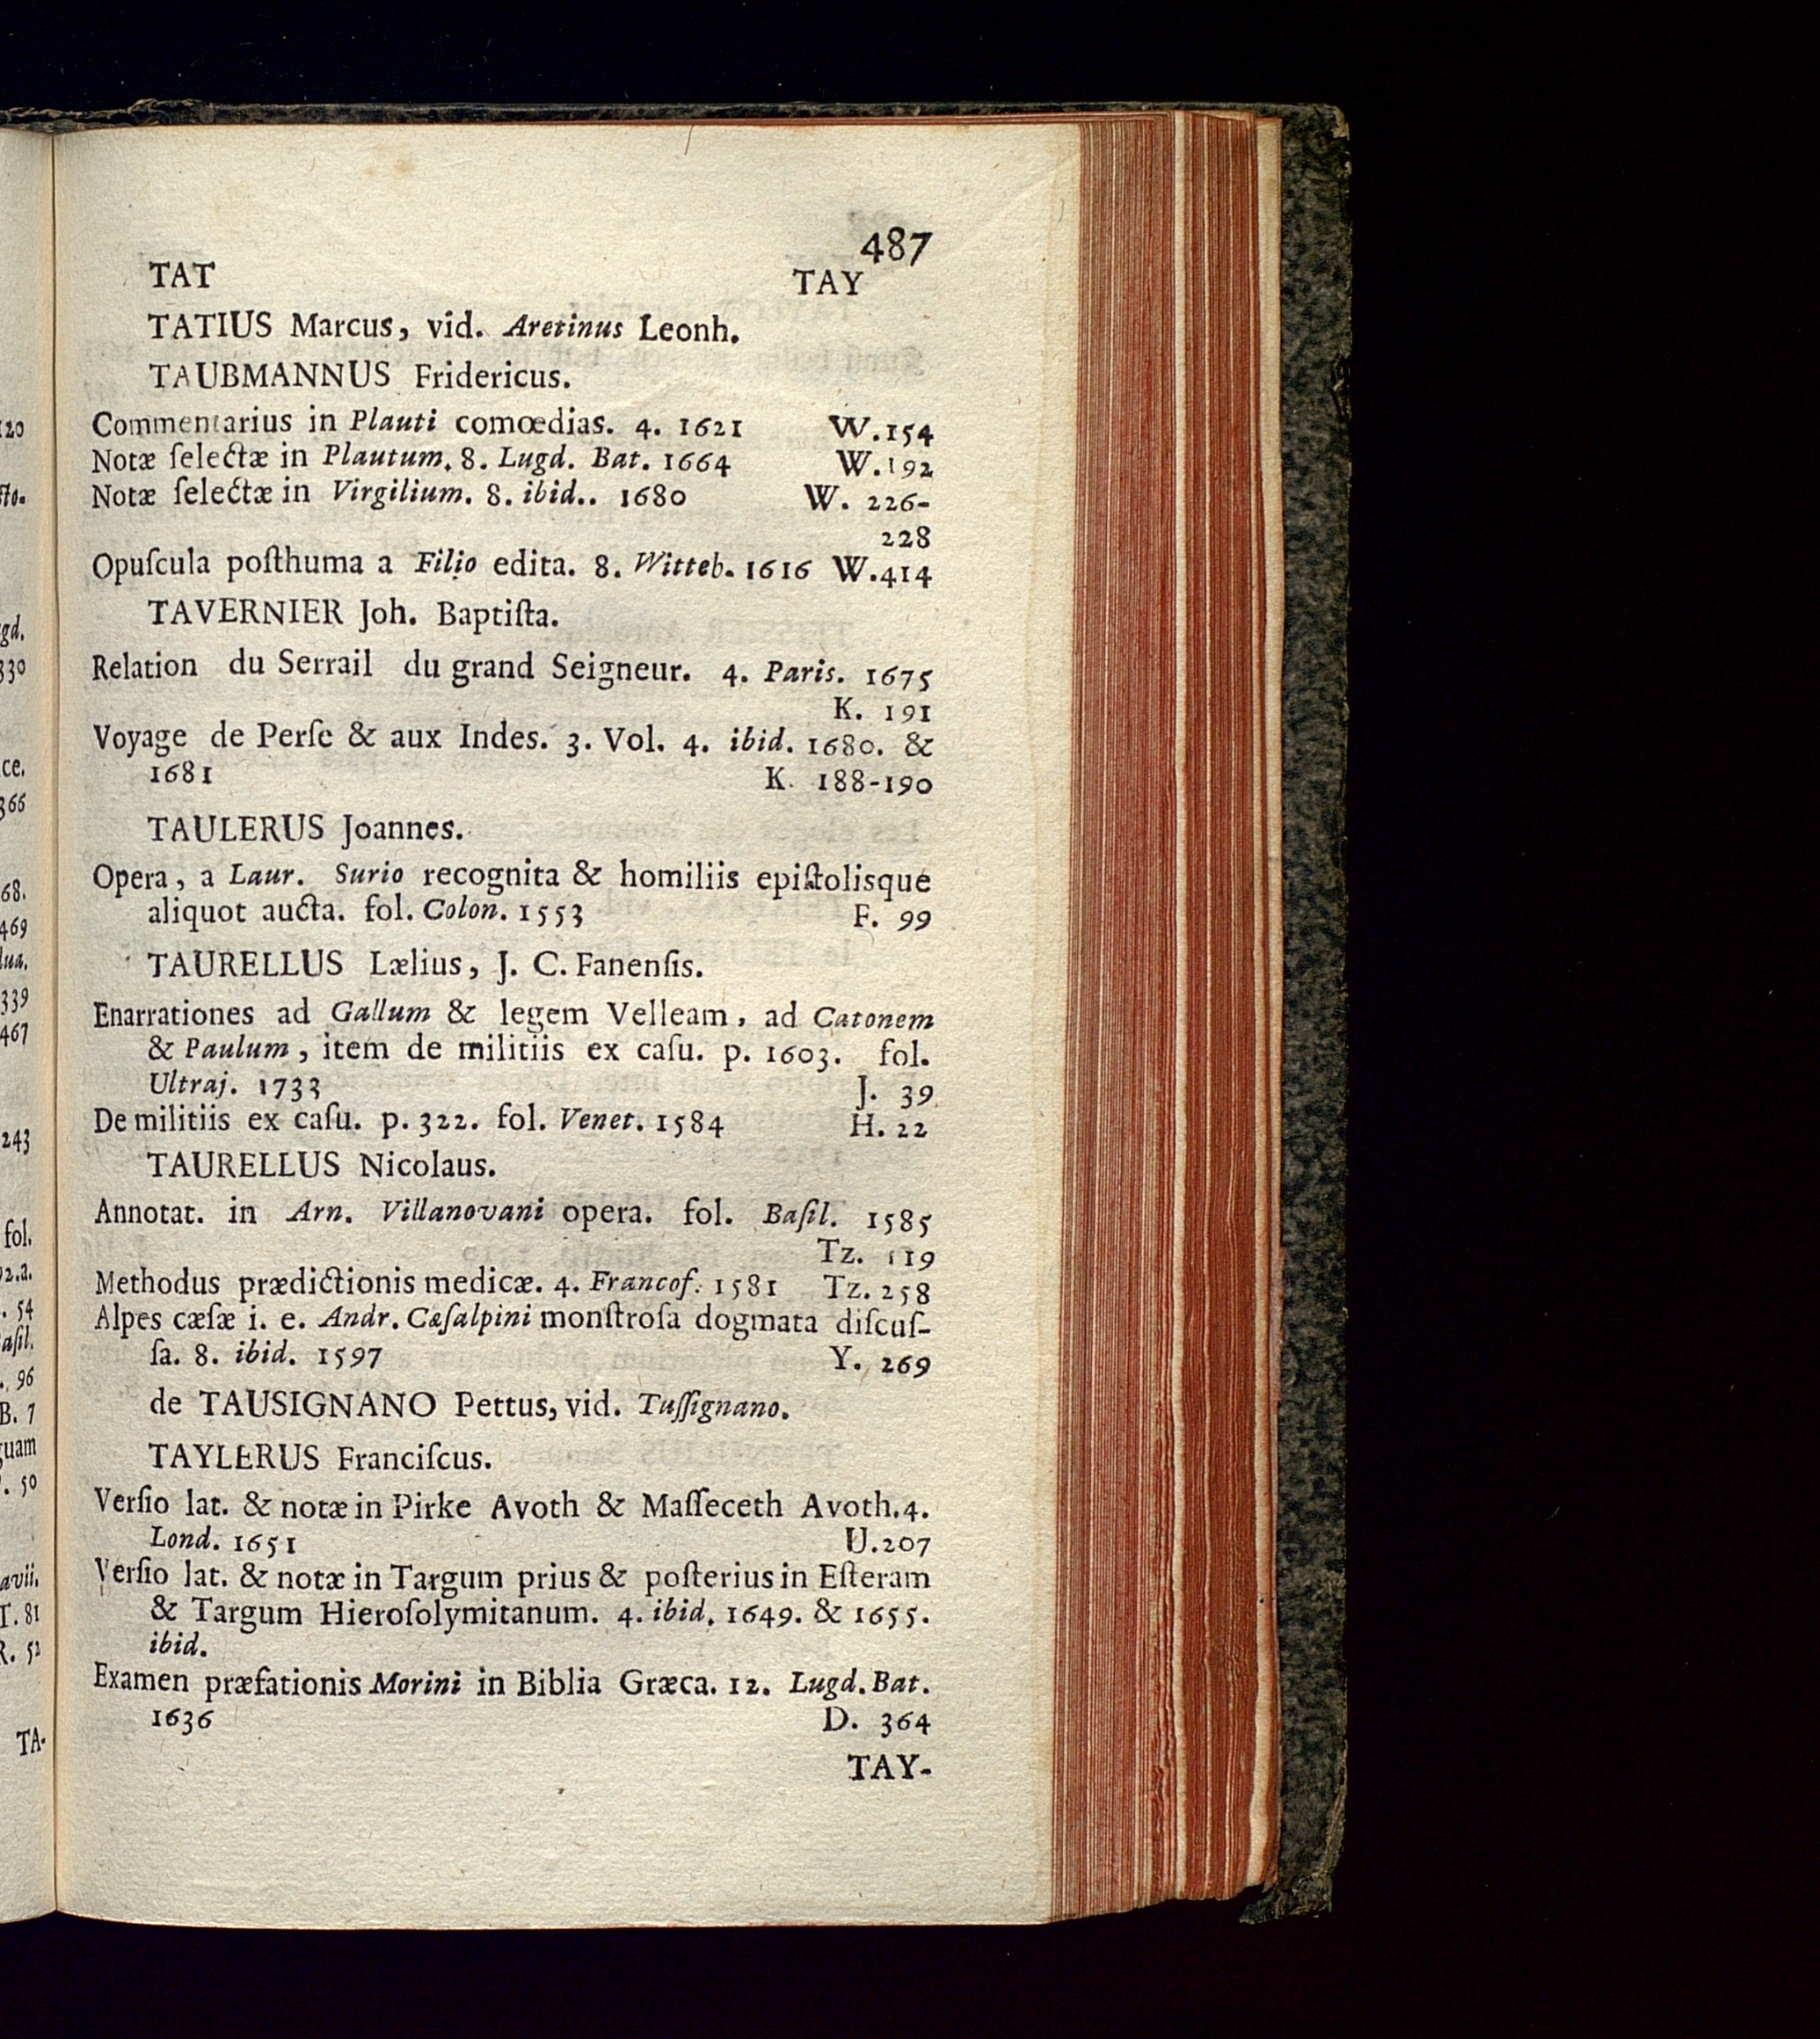 487
TAT TAY
TATIUS Marcus, vid. Aretinus Leonh.
TAUBMANNUS Fridericus.
Commentarius in Plauti comœdias. 4. 1621 W.154
Notæ ſelectæ in Plautum. 8. Lugd. Bat. 1664 W.192
Notæ ſelectæ in Virgilium. 8. ibid.. 1680 W. 226-
228
Opuſcula poſthuma a Filio edita. 8. Witteb. 1616 W.414
TAVERNIER Joh. Baptiſta.
Relation du Serrail du grand Seigneur. 4. Paris. 1675
K. 191
Voyage de Perſe & aux Indes. 3. Vol. 4. ibid. 1680. &
1681 K. 188-190
TAULERUS Joannes.
Opera, a Laur. Surio recognita & homiliis epiſtolisque
aliquot aucta. fol. Colon. 1553 F. 99
TAURELLUS Lælius, J. C. Fanenſis.
Enarrationes ad Gallum & legem Velleam, ad Catonem
& Paulum, item de militiis ex caſu. p. 1603. fol.
Ultraj. 1733 J. 39
De militiis ex caſu. p. 322. fol. Venet. 1584 H. 22
TAURELLUS Nicolaus.
Annotat. in Arn. Villanovani opera. fol. Baſil. 1585
Tz. 119
Methodus prædictionis medicæ. 4. Francof. 1581 Tz. 258
Alpes cæſæ i. e. Andr. Cæſalpini monſtroſa dogmata diſcuſ-
ſa. 8. ibid. 1597 Y. 269
de TAUSIGNANO Pettus, vid. Tuſſignano.
TAYLERUS Franciſcus.
Verſio lat. & notæ in Pirke Avoth & Maſſeceth Avoth. 4.
Lond. 1651 U.207
Verſio lat. & notæ in Targum prius & poſterius in Eſteram
& Targum Hieroſolymitanum. 4. ibid. 1649. & 1655.
ibid.
Examen præfationis Morini in Biblia Græca. 12. Lugd. Bat.
1636 D. 364
TAY-